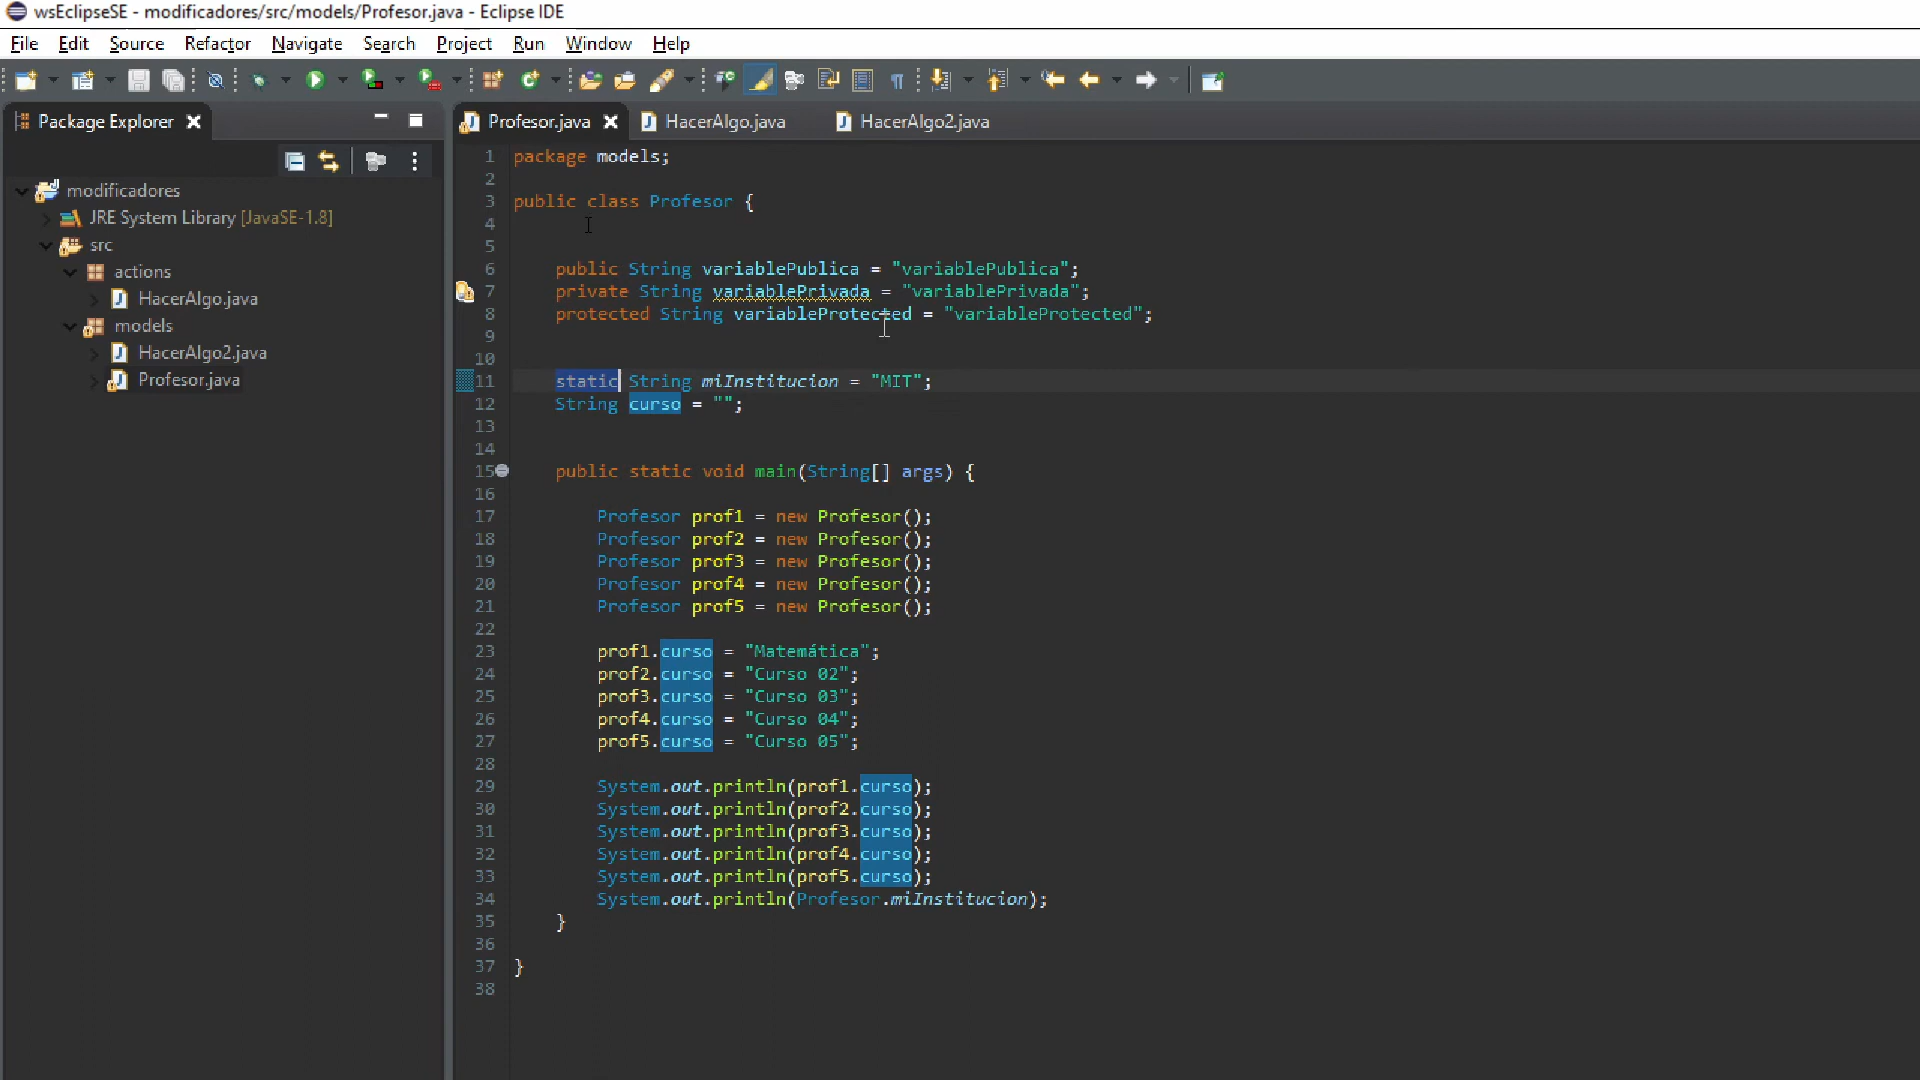 wsEclipseSE - modificadores/src/models/Profesor.java - Eclipse IDE
File Edit Source Refactor Navigate Search Project Run Window Help
Package Explorer
modificadores
JRE System Library [JavaSE-1.8]
src
actions
HacerAlgo.java
models
HacerAlgo2.java
Profesor.java
Profesor.java HacerAlgo.java HacerAlgo2.java
1 package models;
2
3 public class Profesor {
4
5
6 public String variablePublica = "variablePublica";
7 private String variablePrivada = "variablePrivada";
8 protected String variableProtected = "variableProtected";
9
10
11 static String miInstitucion = "MIT";
12 String curso = "";
13
14
15 public static void main(String[] args) {
16
17 Profesor prof1 = new Profesor();
18 Profesor prof2 = new Profesor();
19 Profesor prof3 = new Profesor();
20 Profesor prof4 = new Profesor();
21 Profesor prof5 = new Profesor();
22
23 prof1.curso = "Matemática";
24 prof2.curso = "Curso 02";
25 prof3.curso = "Curso 03";
26 prof4.curso = "Curso 04";
27 prof5.curso = "Curso 05";
28
29 System.out.println(prof1.curso);
30 System.out.println(prof2.curso);
31 System.out.println(prof3.curso);
32 System.out.println(prof4.curso);
33 System.out.println(prof5.curso);
34 System.out.println(Profesor.miInstitucion);
35 }
36
37 }
38